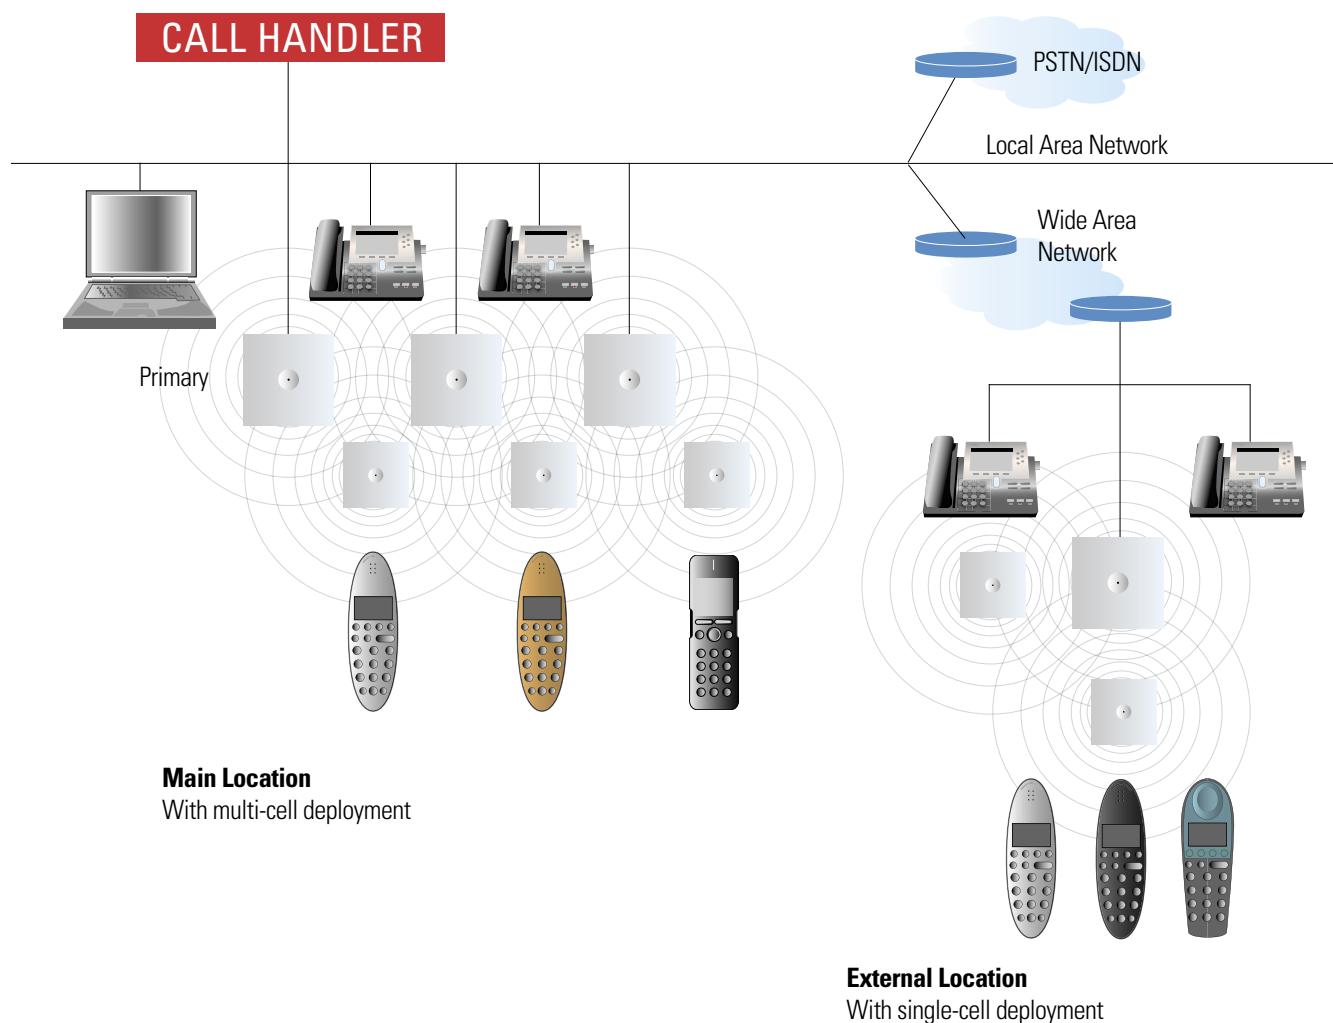 CALL HANDLER
PSTN/ISDN
Local Area Network
Wide Area
Network
Primary
Main Location
With multi-cell deployment
External Location
With single-cell deployment